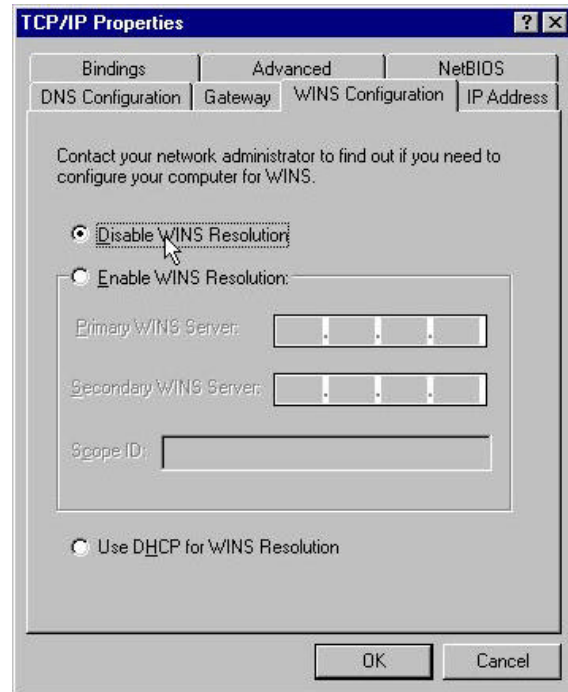 TCP/IP Properties
Bindings Advanced NetBIOS
DNS Configuration Gateway WINS Configuration IP Address
Contact your network administrator to find out if you need to
configure your computer for WINS.
Disable WINS Resolution
Enable WINS Resolution:
Primary WINS Server:
Secondary WINS Server:
Scope ID:
Use DHCP for WINS Resolution
OK Cancel